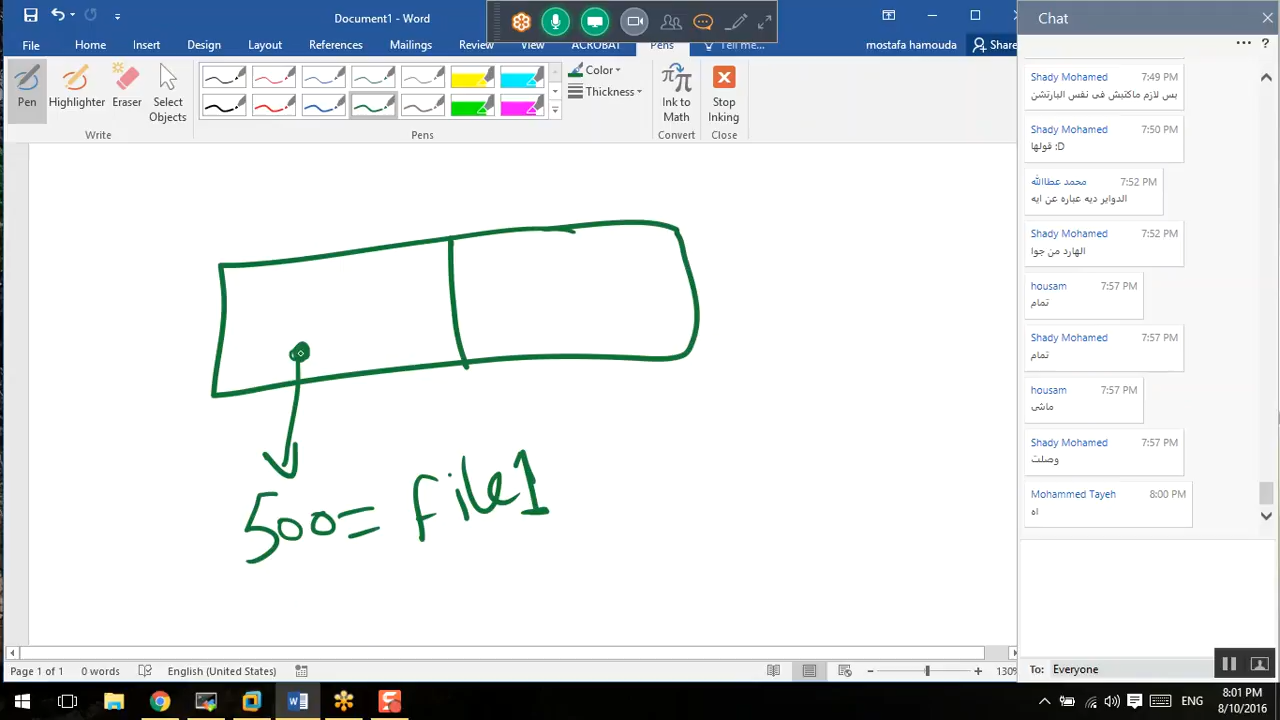 Document1 - Word
File
Home
Insert
Design
Layout
References
Mailings
Review
View
ACROBAT
Pens
Tell me...
mostafa hamouda
Share
Pen
Highlighter
Eraser
Select Objects
Color
Thickness
Ink to Math
Stop Inking
Write
Pens
Convert
Close
500= file1
Chat
Shady Mohamed 7:49 PM
بس لازم ماكتبش فى نفس البارتشن
Shady Mohamed 7:50 PM
قولها :D
محمد عطاالله 7:52 PM
الدواير ديه عباره عن ايه
Shady Mohamed 7:52 PM
الهارد من جوا
housam 7:57 PM
تمام
Shady Mohamed 7:57 PM
تمام
housam 7:57 PM
ماشى
Shady Mohamed 7:57 PM
وصلت
Mohammed Tayeh 8:00 PM
اه
To: Everyone
Page 1 of 1
0 words
English (United States)
130%
ENG
8:01 PM
8/10/2016